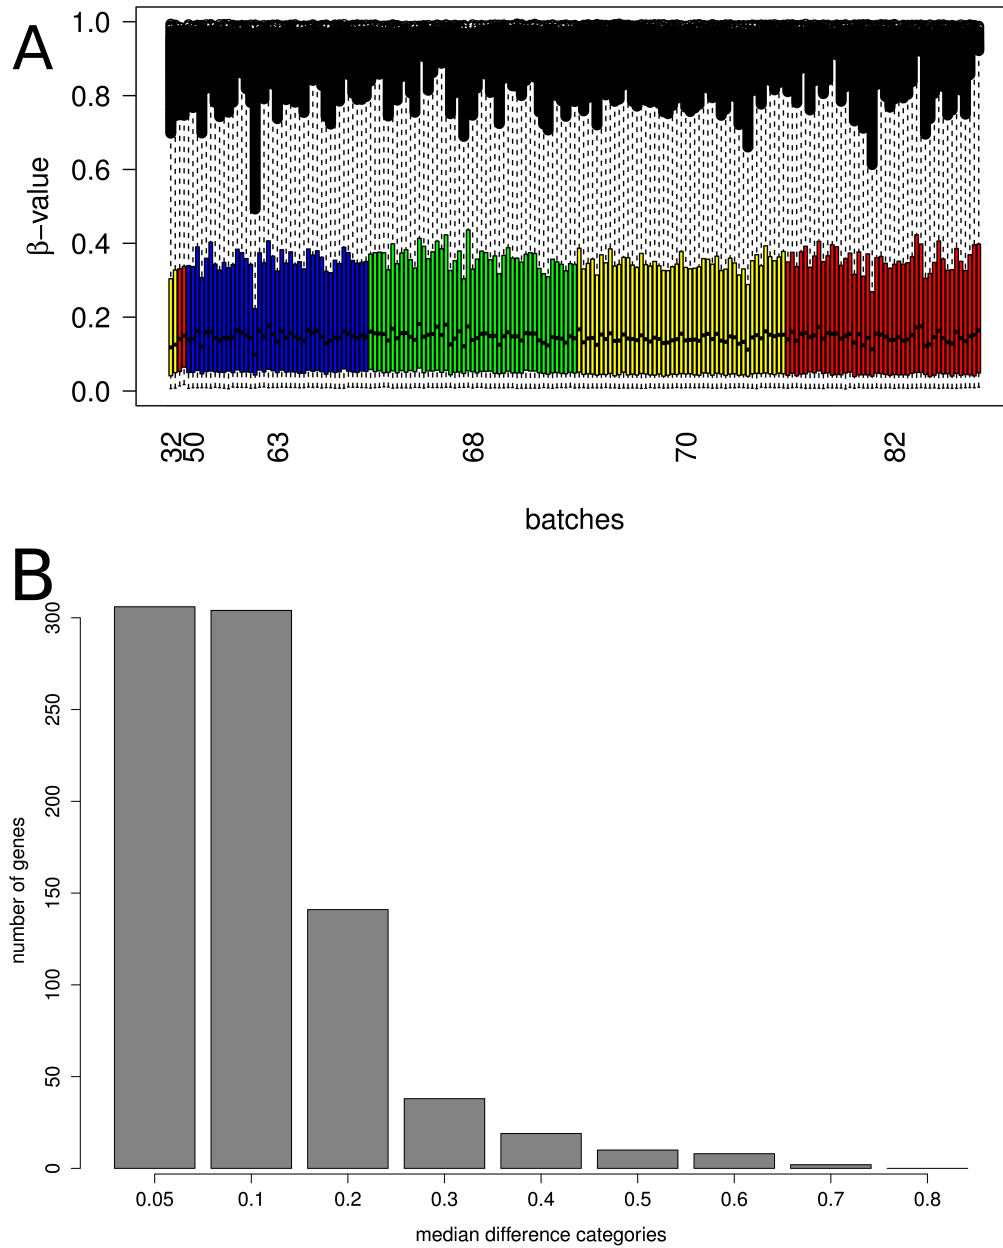 A
β−value
1.0
0.8
0.6
0.4
0.2
0.0
32 50 63 68 70 82
batches
B
number of genes
300
250
200
150
100
50
0
0.05 0.1 0.2 0.3 0.4 0.5 0.6 0.7 0.8
median difference categories